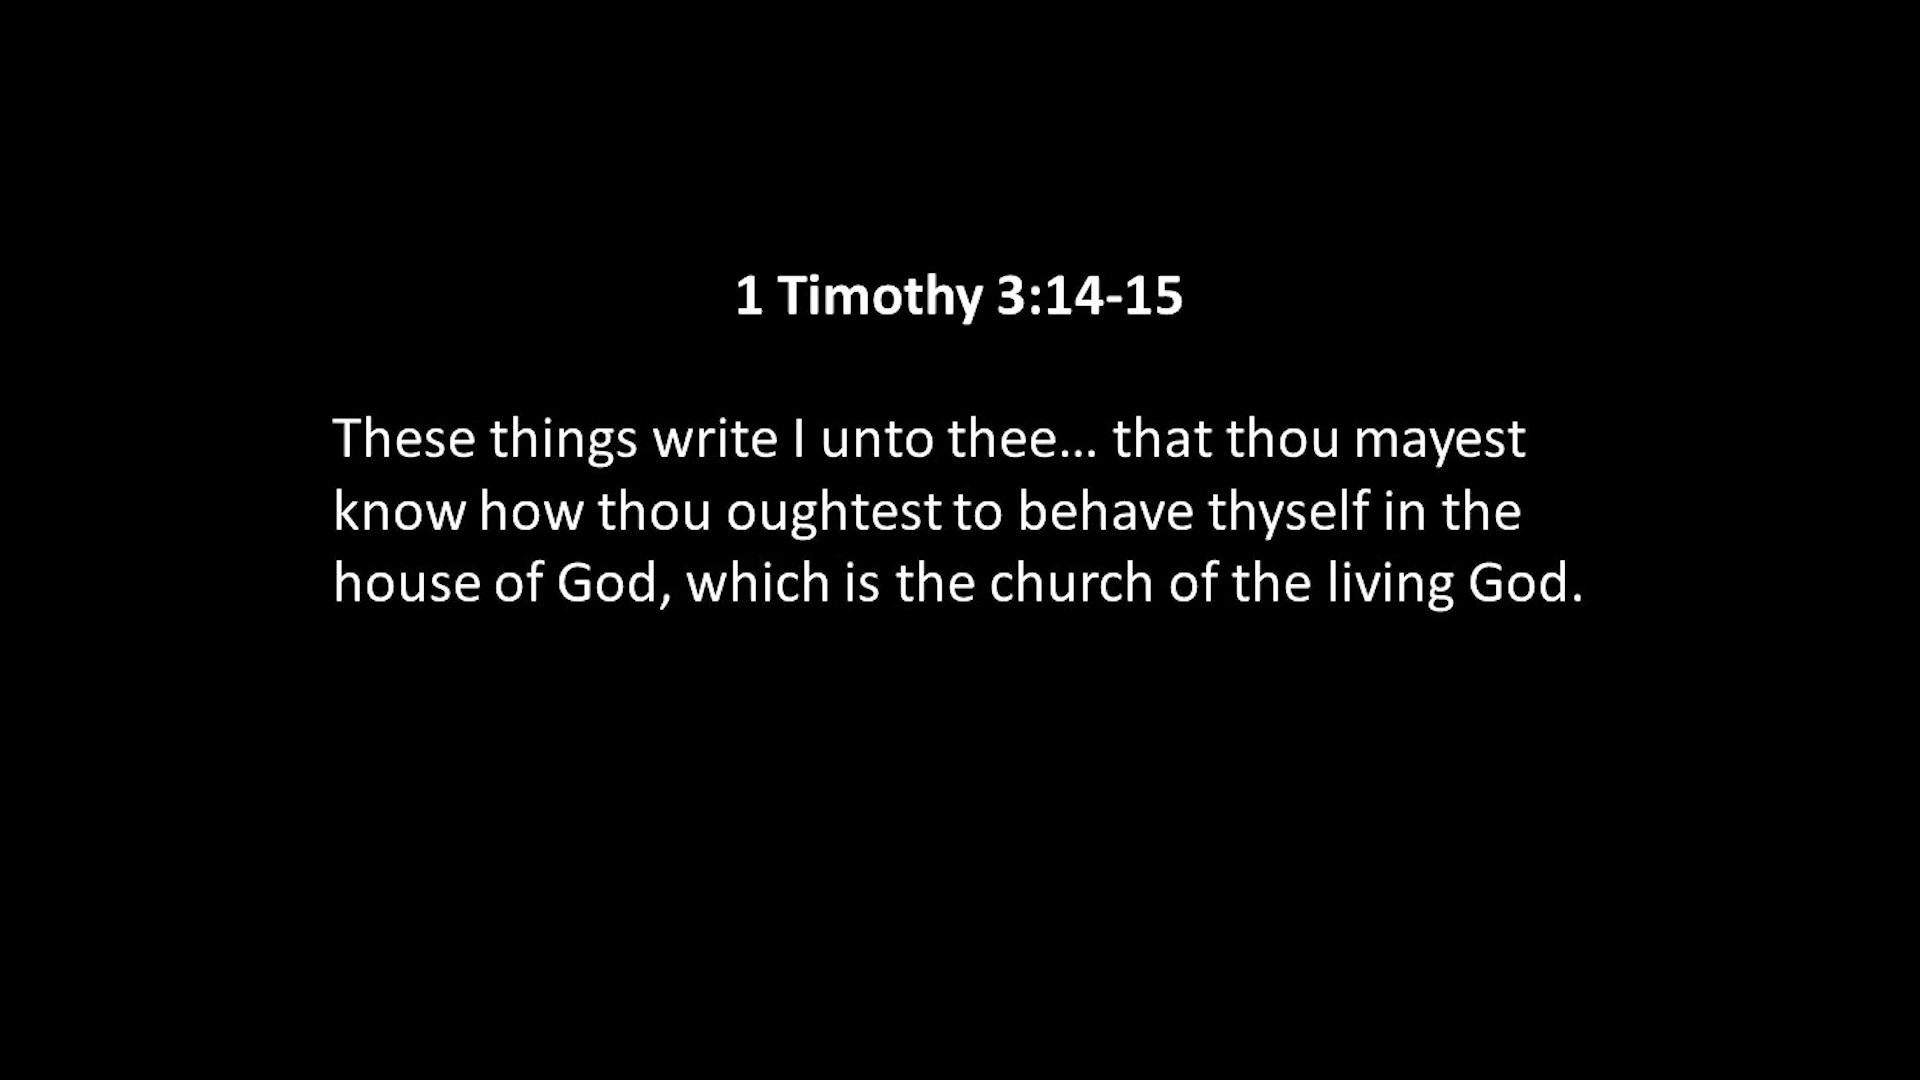 1 Timothy 3:14-15
These things write I unto thee... that thou mayest
know how thou oughtest to behave thyself in the
house of God, which is the church of the living God.